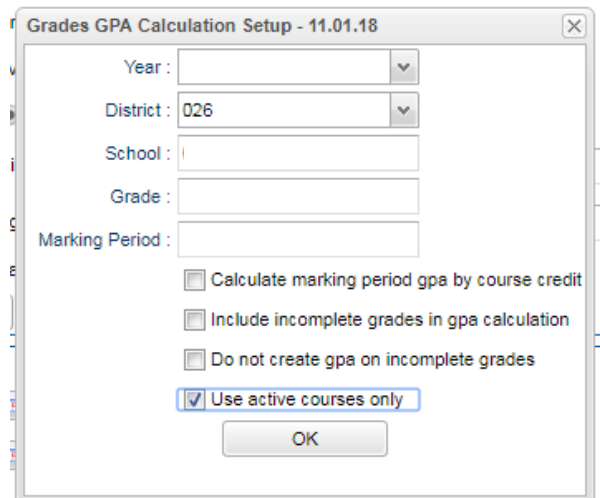 Grades GPA Calculation Setup - 11.01.18
Year :
District : 026
School :
Grade :
Marking Period :
Calculate marking period gpa by course credit
Include incomplete grades in gpa calculation
Do not create gpa on incomplete grades
Use active courses only
OK